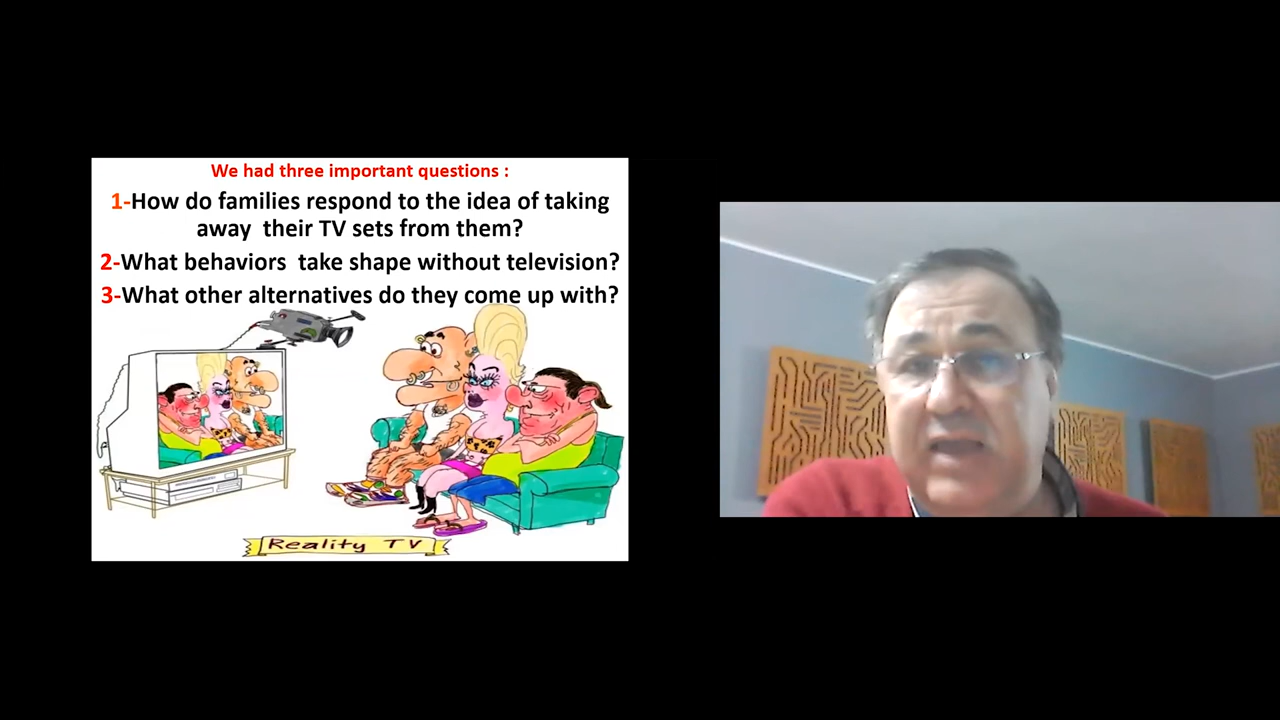 We had three important questions :
1-How do families respond to the idea of taking
away their TV sets from them?
2-What behaviors take shape without television?
3-What other alternatives do they come up with?
Reality TV